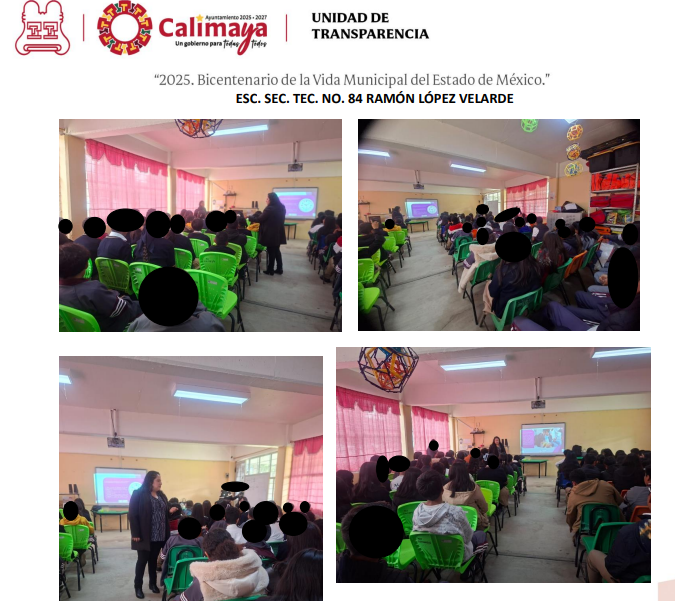 Ayuntamiento 2025 - 2027
Calimaya
Un gobierno para todas y todos
UNIDAD DE
TRANSPARENCIA
“2025. Bicentenario de la Vida Municipal del Estado de México.”
ESC. SEC. TEC. NO. 84 RAMÓN LÓPEZ VELARDE